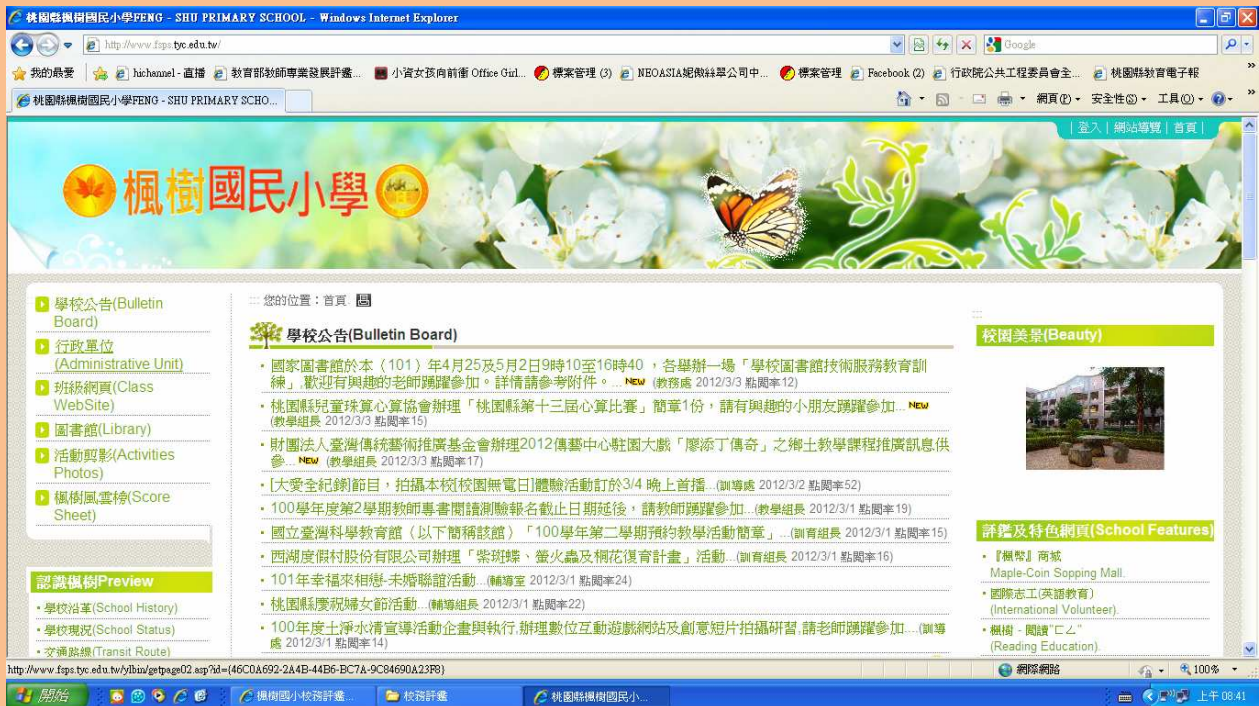 桃園縣楓樹國民小學FENG - SHU PRIMARY SCHOOL - Windows Internet Explorer
http://www.fsps.tyc.edu.tw/
Google
我的最愛 hichannel - 直播 教育部教師專業發展評鑑... 小資女孩向前衝 Office Girl... 標案管理 (3) NEOASIA妮傲絲翠公司中... 標案管理 Facebook (2) 行政院公共工程委員會全... 桃園縣教育電子報 »
桃園縣楓樹國民小學FENG - SHU PRIMARY SCHO...
網頁(P) 安全性(S) 工具(O) »
| 登入 | 網站導覽 | 首頁 |
楓樹國民小學
學校公告(Bulletin
Board)
行政單位
(Administrative Unit)
班級網頁(Class
WebSite)
圖書館(Library)
活動剪影(Activities
Photos)
楓樹風雲榜(Score
Sheet)
認識楓樹Preview
• 學校沿革(School History)
• 學校現況(School Status)
• 交通路線(Transit Route)
::: 您的位置：首頁
學校公告(Bulletin Board)
• 國家圖書館於本（101）年4月25及5月2日9時10至16時40 ，各舉辦一場「學校圖書館技術服務教育訓
練」,歡迎有興趣的老師踴躍參加。詳情請參考附件。... NEW (教務處 2012/3/3 點閱率12)
• 桃園縣兒童珠算心算協會辦理「桃園縣第十三屆心算比賽」簡章1份，請有興趣的小朋友踴躍參加... NEW
(教學組長 2012/3/3 點閱率15)
• 財團法人臺灣傳統藝術推廣基金會辦理2012傳藝中心駐園大戲「廖添丁傳奇」之鄉土教學課程推廣訊息供
參... NEW (教學組長 2012/3/3 點閱率17)
• [大愛全紀錄]節目，拍攝本校[校園無電日]體驗活動訂於3/4 晚上首播...(訓導處 2012/3/2 點閱率52)
• 100學年度第2學期教師專書閱讀測驗報名截止日期延後，請教師踴躍參加...(教學組長 2012/3/1 點閱率19)
• 國立臺灣科學教育館（以下簡稱該館）「100學年第二學期預約教學活動簡章」...(訓育組長 2012/3/1 點閱率15)
• 西湖度假村股份有限公司辦理「紫斑蝶、螢火蟲及桐花復育計畫」活動...(訓育組長 2012/3/1 點閱率16)
• 101年幸福來相戀-未婚聯誼活動...(輔導室 2012/3/1 點閱率24)
• 桃園縣慶祝婦女節活動...(輔導組長 2012/3/1 點閱率22)
• 100年度土淨水清宣導活動企畫與執行,辦理數位互動遊戲網站及創意短片拍攝研習,請老師踴躍參加....(訓導
處 2012/3/1 點閱率14)
:::
校園美景(Beauty)
評鑑及特色網頁(School Features)
• 『楓幣』商城
Maple-Coin Sopping Mall.
• 國際志工(英語教育)
(International Volunteer).
• 楓樹 - 閱讀"ㄈㄥˊ"
(Reading Education).
http://www.fsps.tyc.edu.tw/ylbin/getpage02.asp?id={46C0A692-2A4B-44B6-BC7A-9C84690A23F8}
網際網路
100%
開始
楓樹國小校務評鑑...
校務評鑑
桃園縣楓樹國民小...
上午 08:41